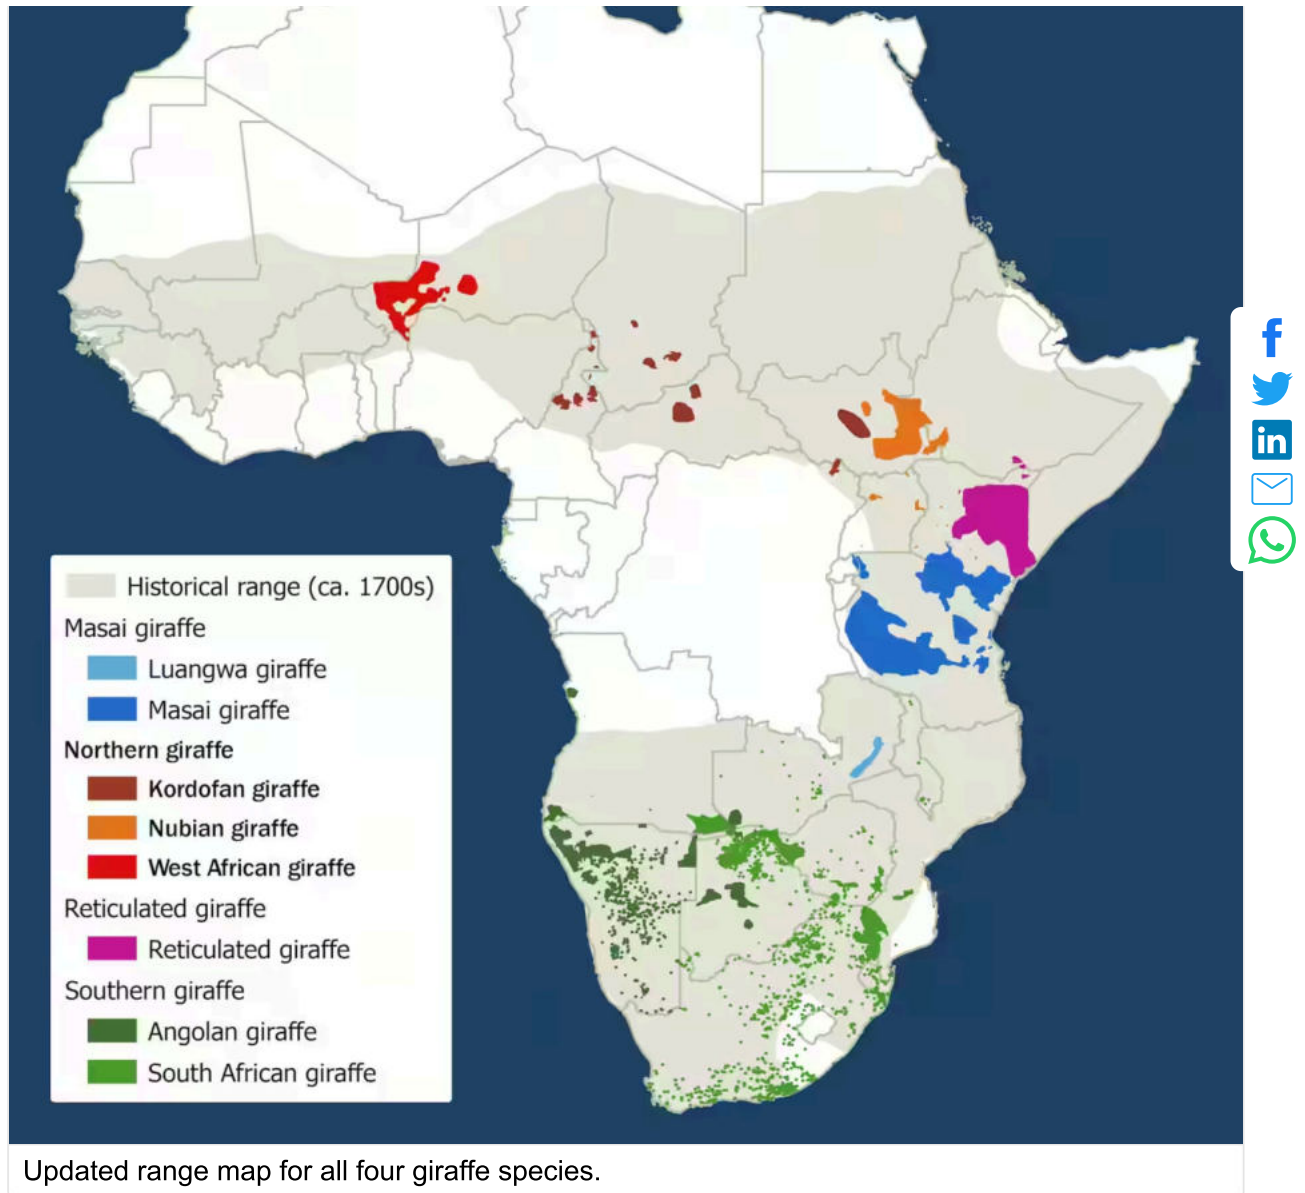 Historical range (ca. 1700s)
Masai giraffe
Luangwa giraffe
Masai giraffe
Northern giraffe
Kordofan giraffe
Nubian giraffe
West African giraffe
Reticulated giraffe
Reticulated giraffe
Southern giraffe
Angolan giraffe
South African giraffe
Updated range map for all four giraffe species.